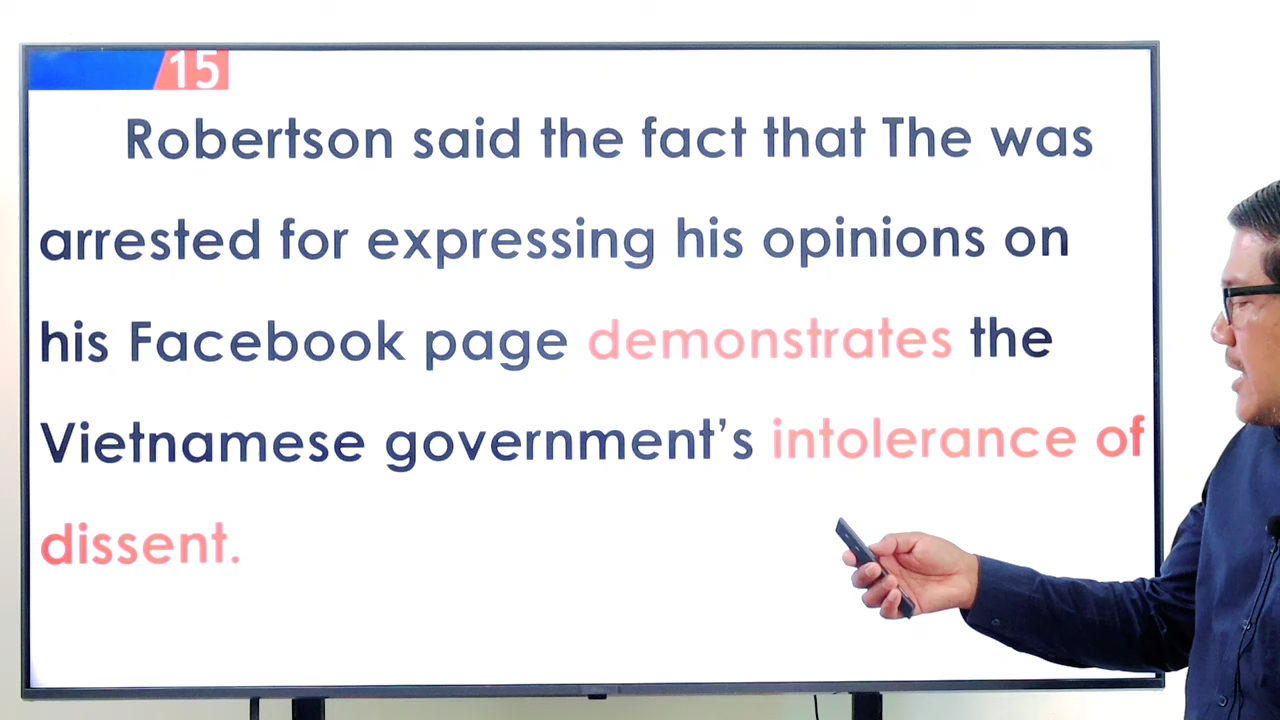 15
Robertson said the fact that The was
arrested for expressing his opinions on
his Facebook page demonstrates the
Vietnamese government’s intolerance of
dissent.